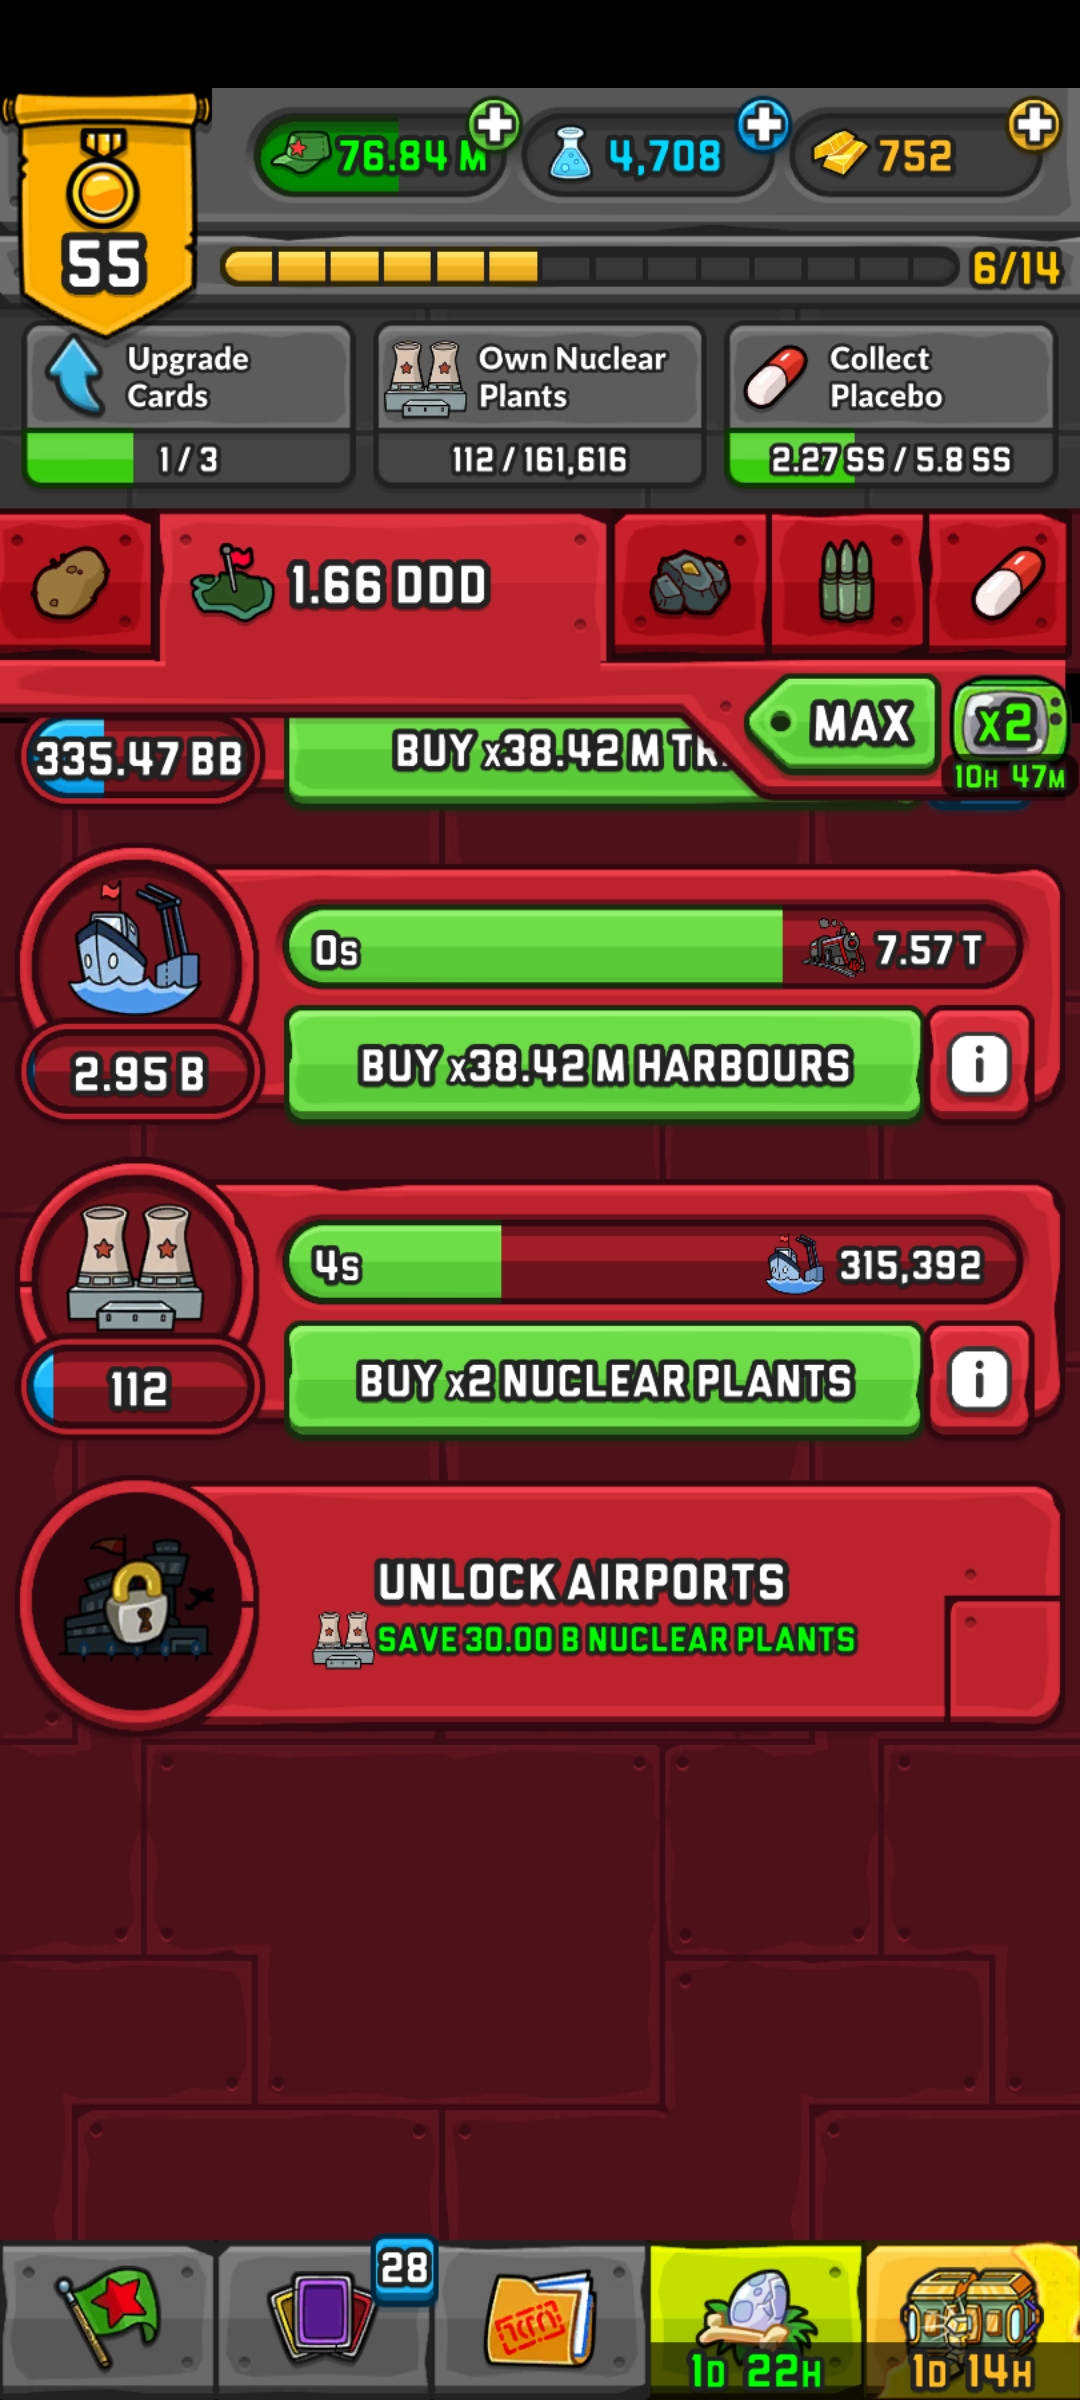 76.84 M
4,708
752
55
6/14
Upgrade
Cards
1 / 3
Own Nuclear
Plants
112 / 161,616
Collect
Placebo
2.27 SS / 5.8 SS
1.66 DDD
MAX
x2
10H 47M
335.47 BB
BUY x38.42 M
0s
7.57 T
2.95 B
BUY x38.42 M HARBOURS
i
4s
315,392
112
BUY x2 NUCLEAR PLANTS
i
UNLOCK AIRPORTS
SAVE 30.00 B NUCLEAR PLANTS
28
1D 22H
1D 14H